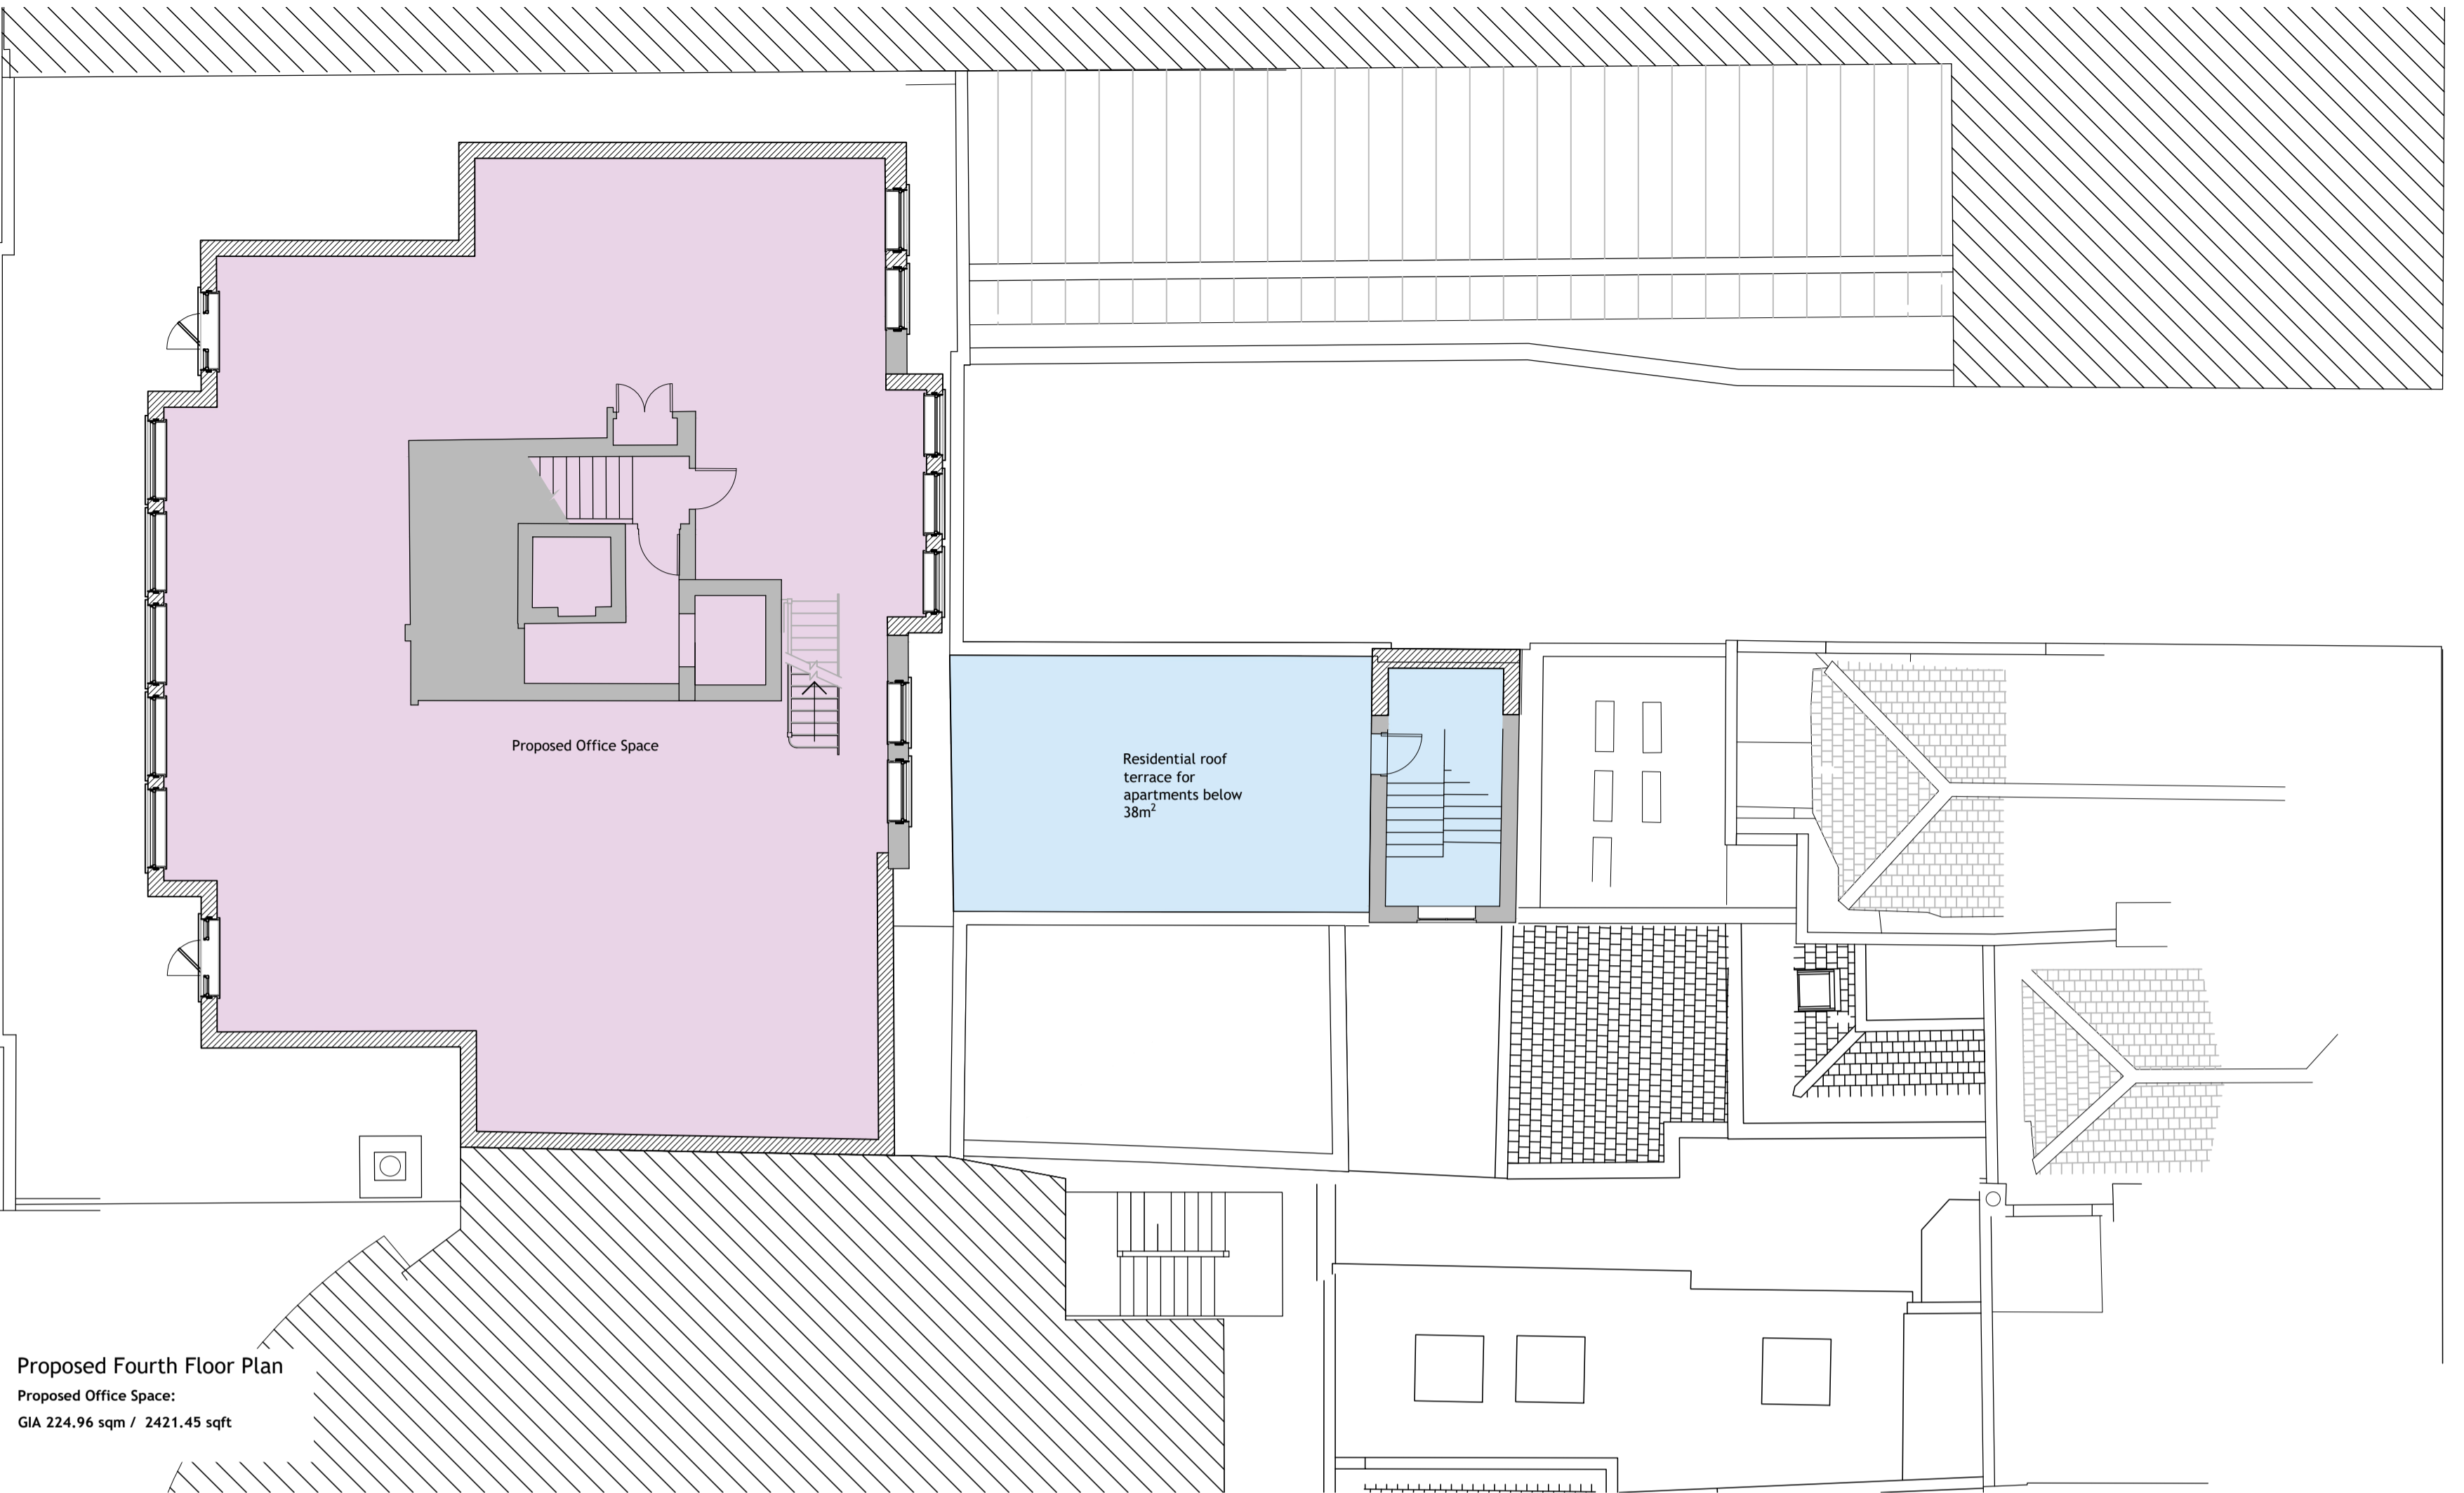 Proposed Office Space
Residential roof
terrace for
apartments below
38m²
Proposed Fourth Floor Plan
Proposed Office Space:
GIA 224.96 sqm / 2421.45 sqft